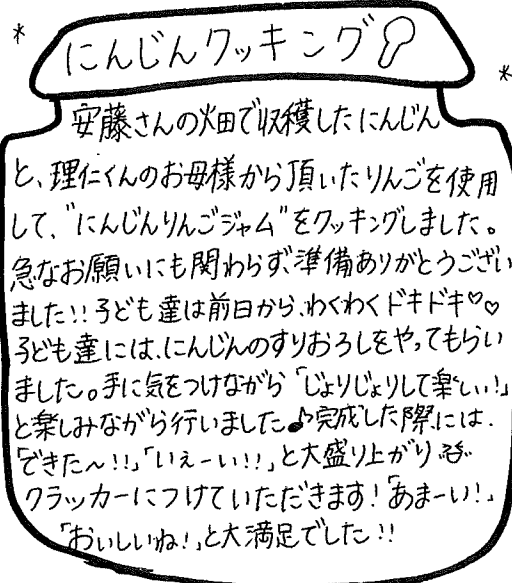 にんじんクッキング
安藤さんの畑で収穫したにんじん
と、理仁くんのお母様から頂いたりんごを使用
して、"にんじんりんごジャム"をクッキングしました。
急なお願いにも関わらず、準備ありがとうござい
ました!!子ども達は前日から、わくわくドキドキ♡♡
子ども達には、にんじんのすりおろしをやってもらい
ました。手に気をつけながら「じょりじょりして楽しい!」
と楽しみながら行いました♪完成した際には、
「できた〜!!」「いぇーい!!」と大盛り上がり
クラッカーにつけていただきます!「あまーい!」
「おいしいね!」と大満足でした!!